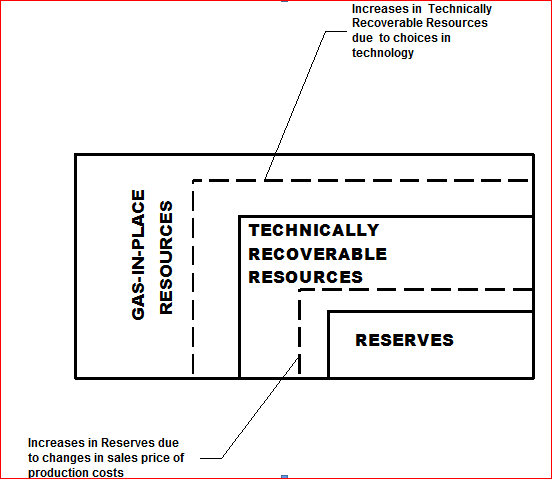 Increases in Technically
Recoverable Resources
due to choices in
technology
GAS-IN-PLACE
RESOURCES
TECHNICALLY
RECOVERABLE
RESOURCES
RESERVES
Increases in Reserves due
to changes in sales price of
production costs